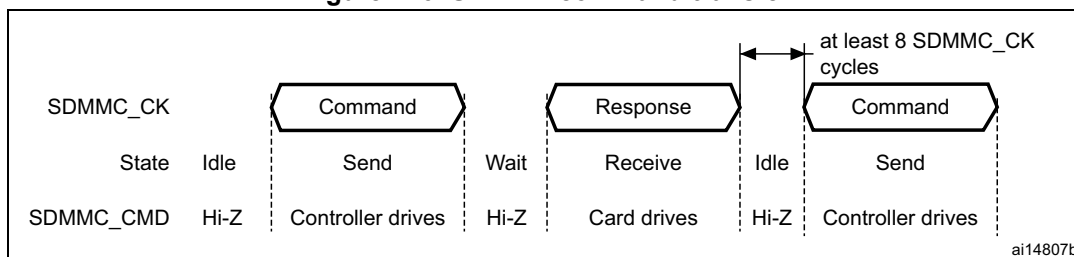 at least 8 SDMMC_CK
cycles
SDMMC_CK Command Response Command
State Idle Send Wait Receive Idle Send
SDMMC_CMD Hi-Z Controller drives Hi-Z Card drives Hi-Z Controller drives
ai14807b